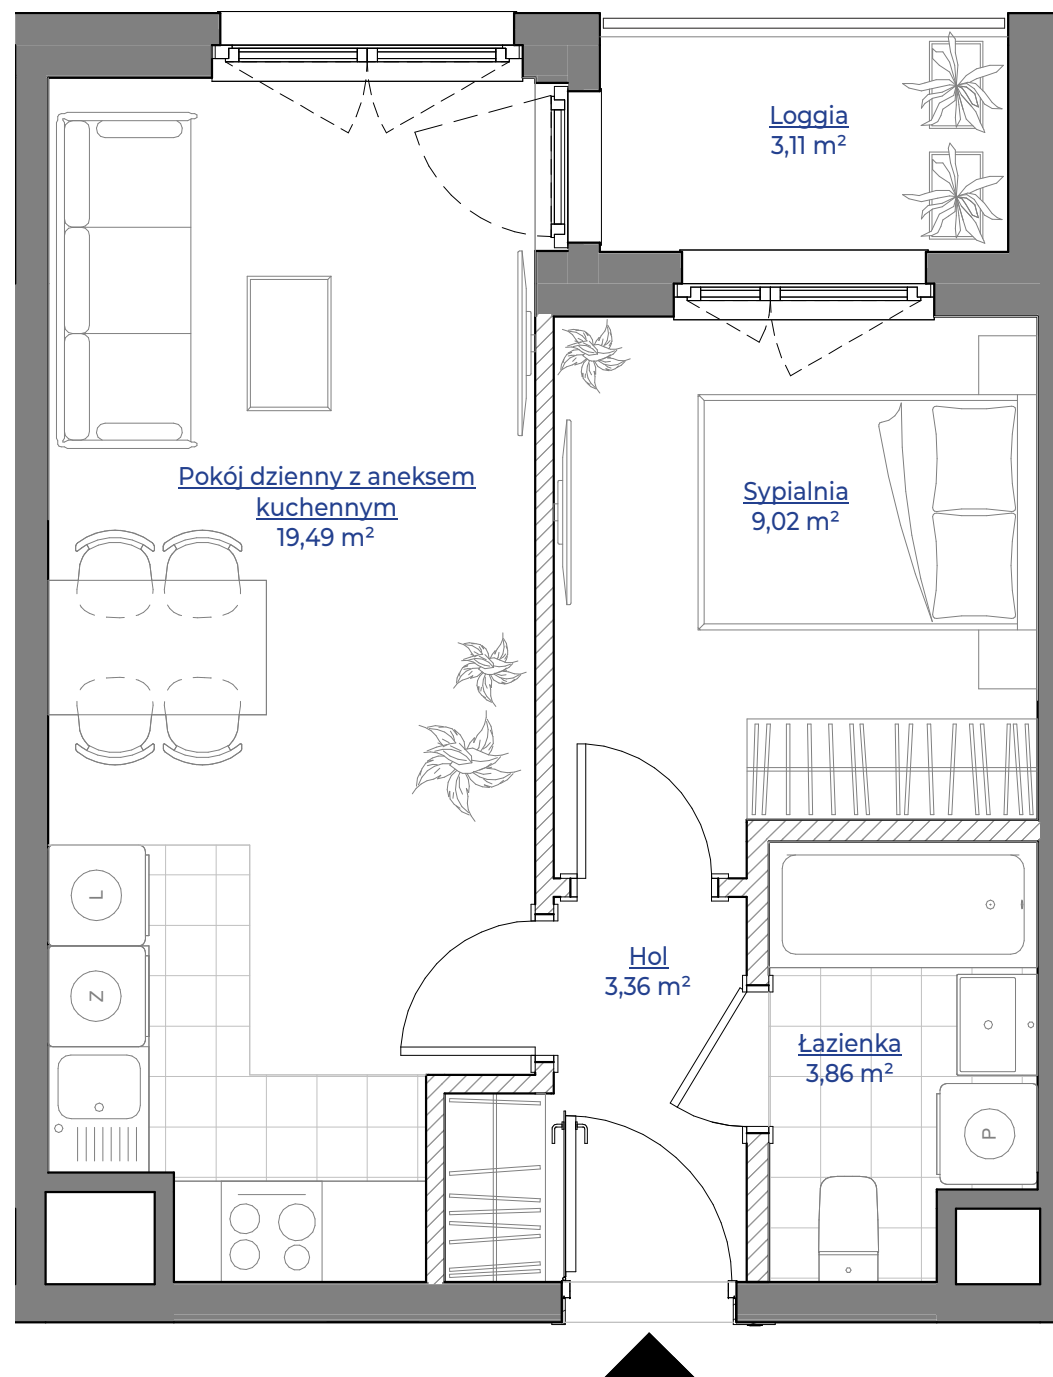 Loggia
3,11 m²
Pokój dzienny z aneksem
kuchennym
19,49 m²
Sypialnia
9,02 m²
L
Z
Hol
3,36 m²
Łazienka
3,86 m²
P